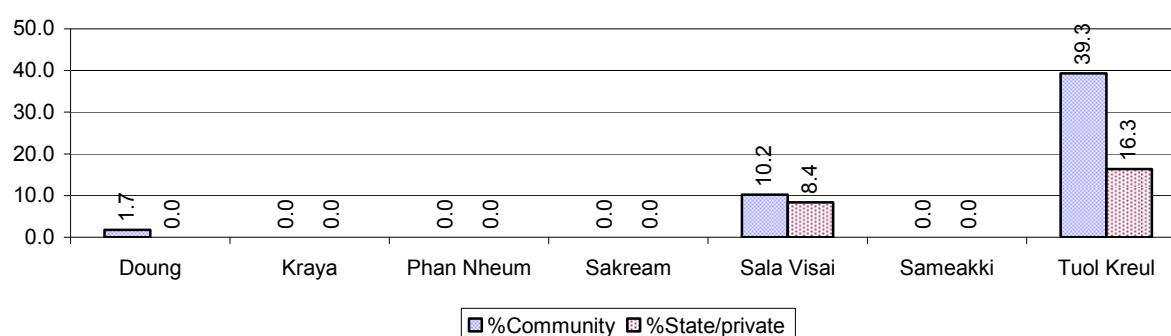 50.0
40.0
30.0
20.0
10.0
0.0
1.7
0.0
0.0
0.0
0.0
0.0
0.0
0.0
10.2
8.4
0.0
0.0
39.3
16.3
Doung
Kraya
Phan Nheum
Sakream
Sala Visai
Sameakki
Tuol Kreul
%Community
%State/private